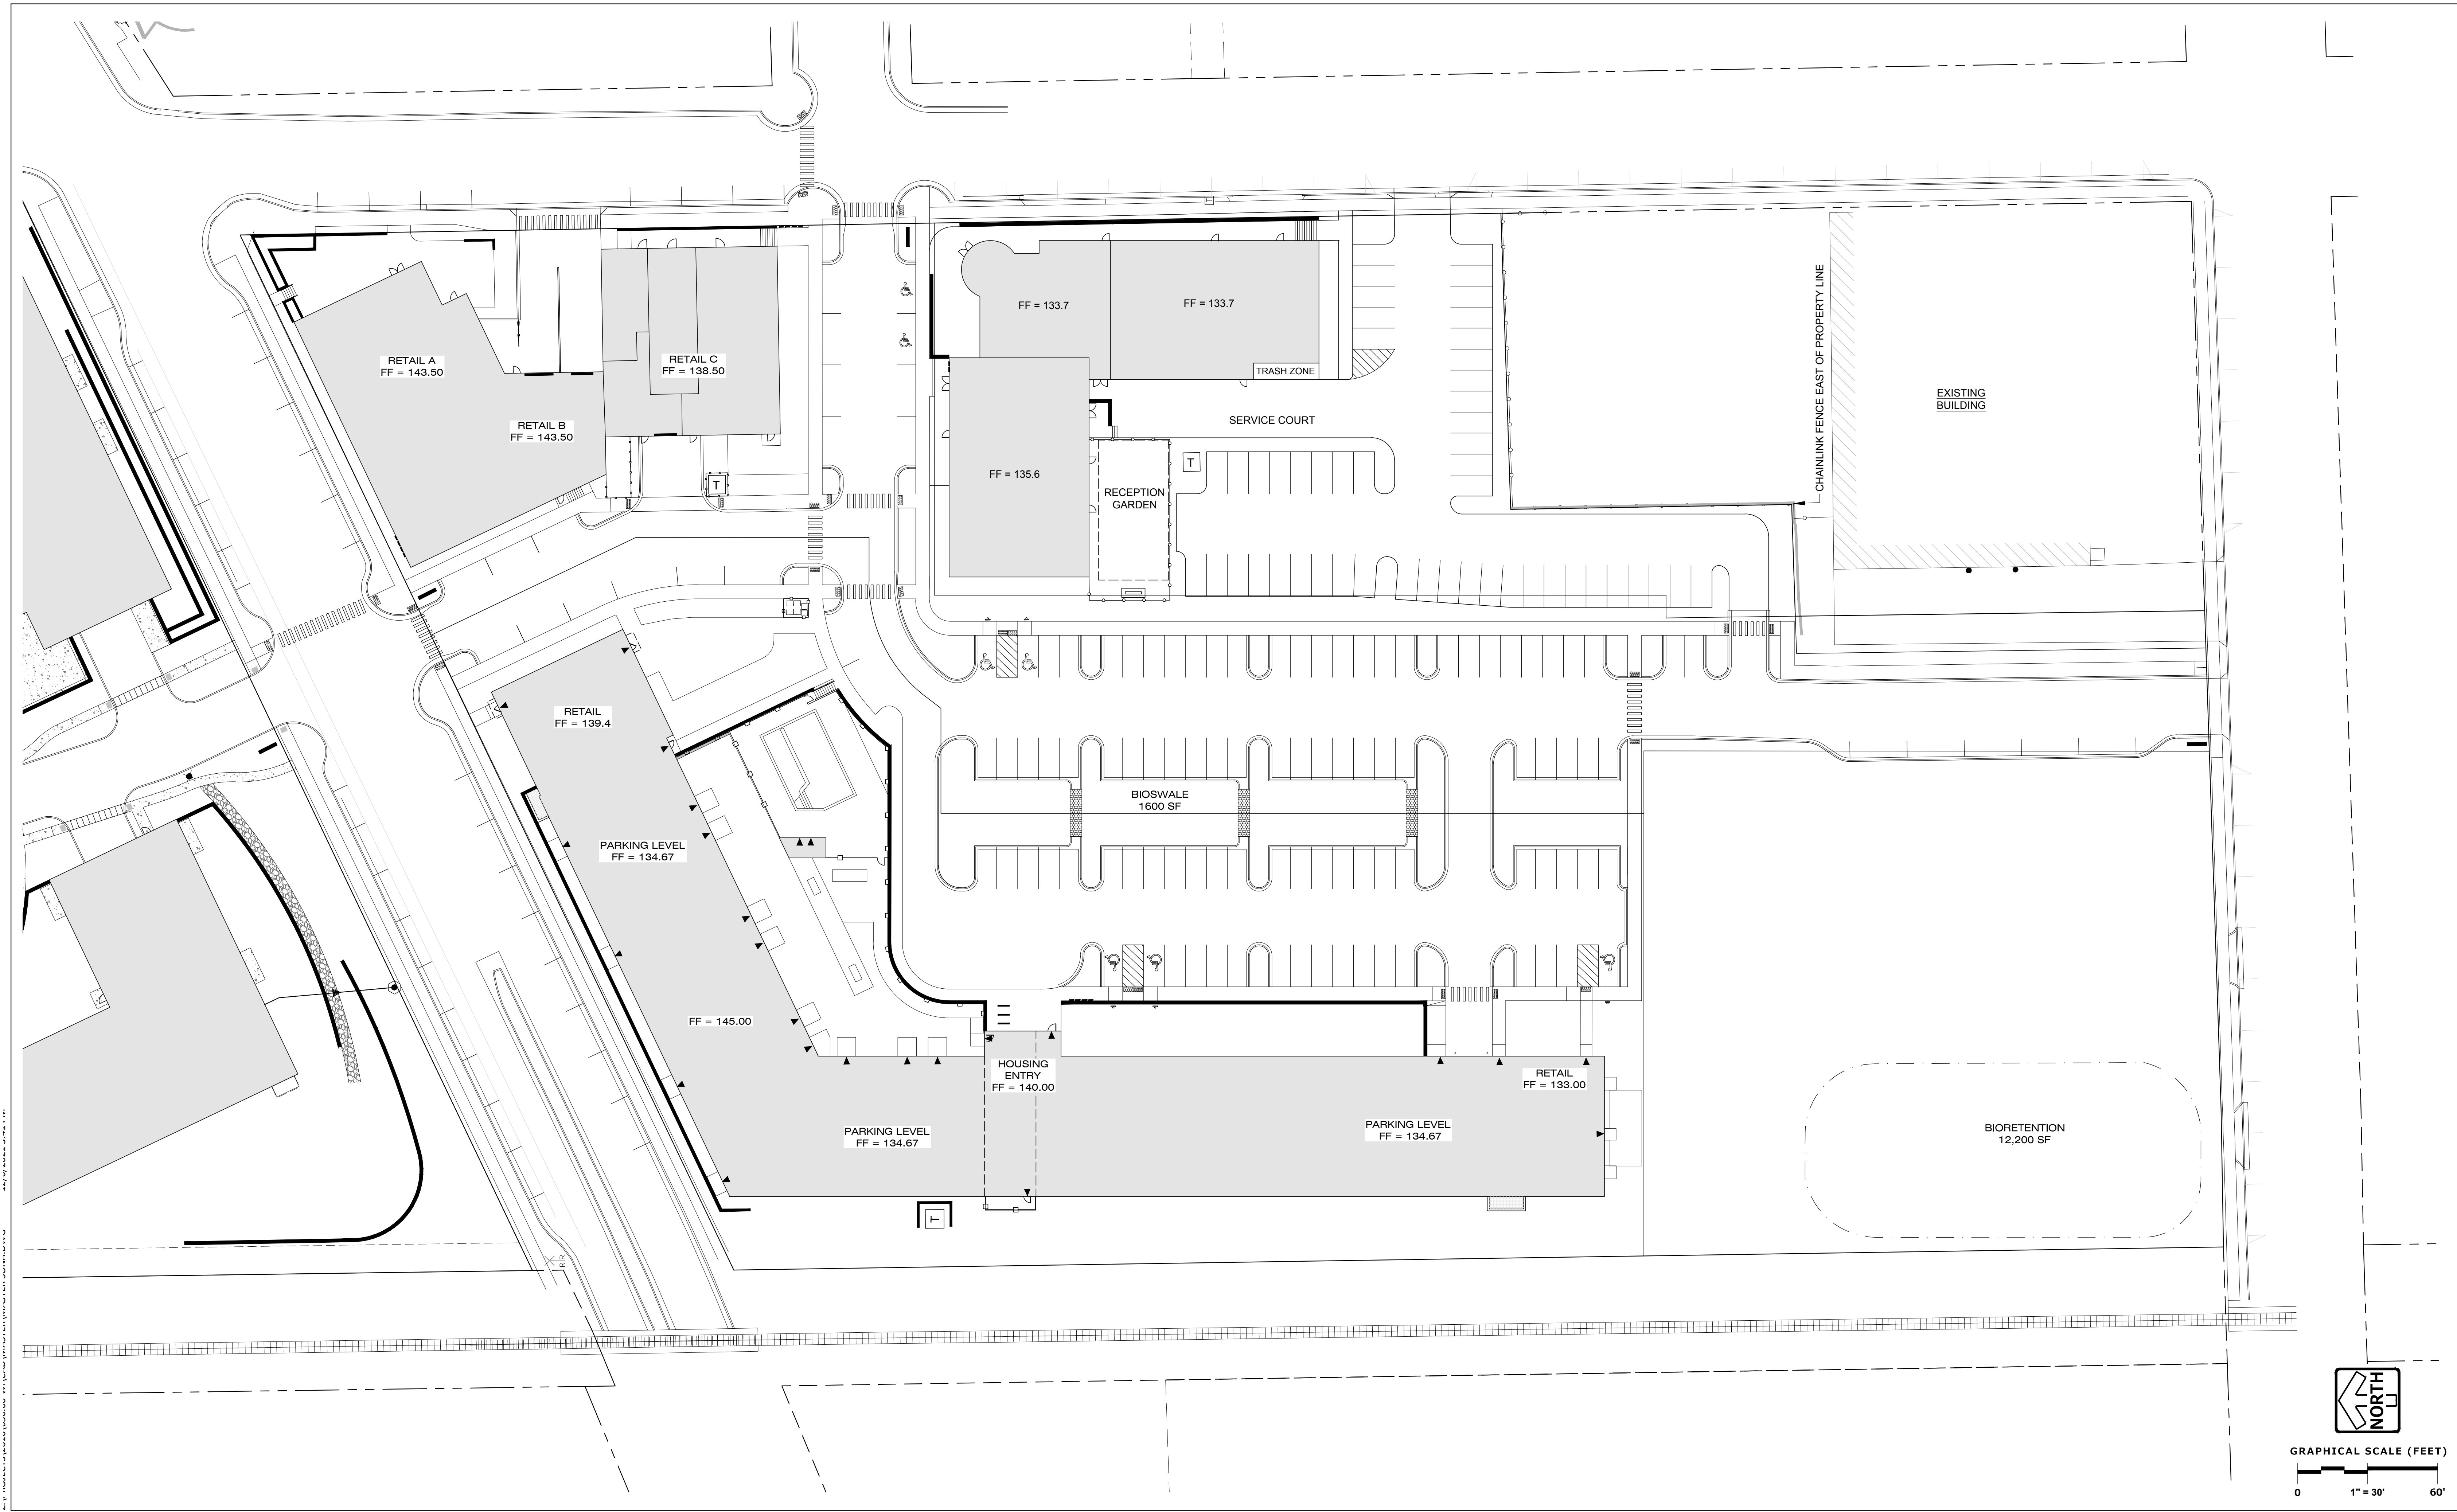 FF = 133.7
FF = 133.7
RETAIL A
FF = 143.50
RETAIL C
FF = 138.50
TRASH ZONE
CHAINLINK FENCE EAST OF PROPERTY LINE
EXISTING
BUILDING
RETAIL B
FF = 143.50
SERVICE COURT
T
T
FF = 135.6
RECEPTION
GARDEN
RETAIL
FF = 139.4
BIOSWALE
1600 SF
PARKING LEVEL
FF = 134.67
FF = 145.00
HOUSING
ENTRY
FF = 140.00
RETAIL
FF = 133.00
PARKING LEVEL
FF = 134.67
PARKING LEVEL
FF = 134.67
BIORETENTION
12,200 SF
T
RR
NORTH
GRAPHICAL SCALE (FEET)
0 1" = 30' 60'